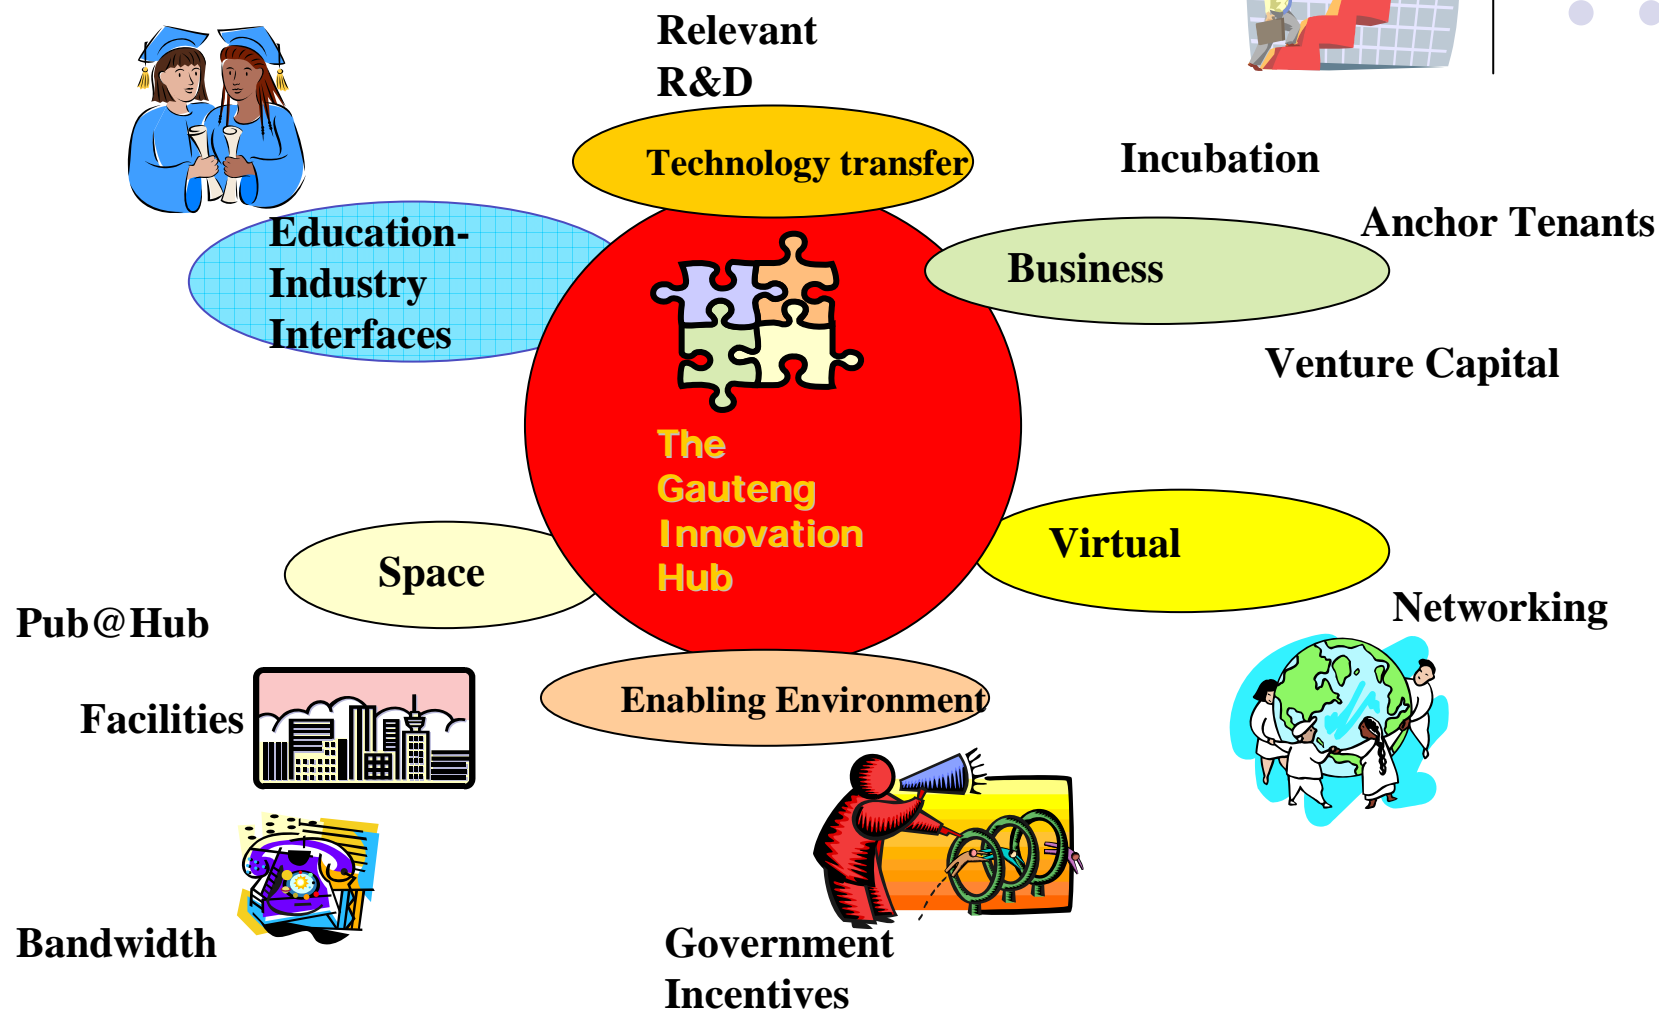 Relevant
R&D
Technology transfer
Incubation
Anchor Tenants
Education-
Industry
Interfaces
Business
Venture Capital
The
Gauteng
Innovation
Hub
Virtual
Space
Networking
Pub@Hub
Enabling Environment
Facilities
Bandwidth
Government
Incentives